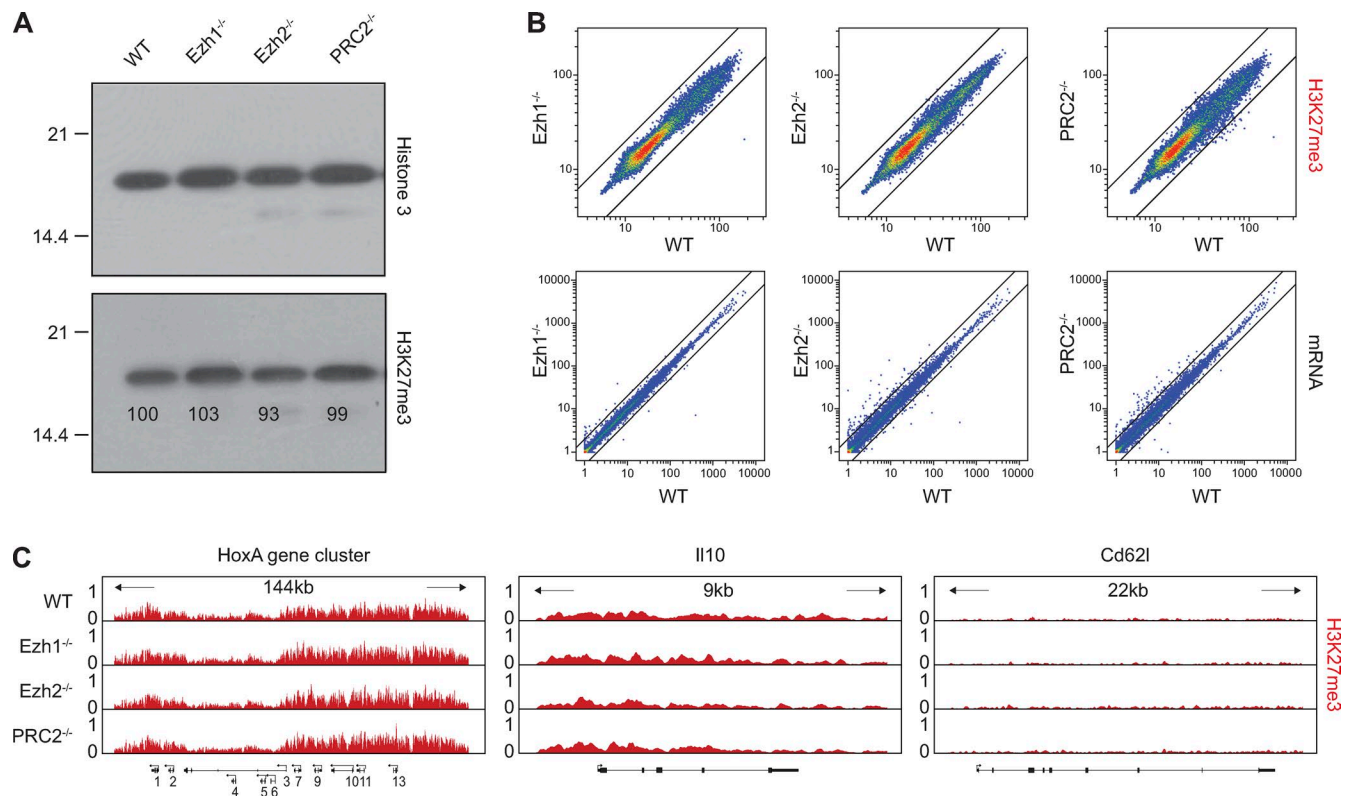 A
WT Ezh1-/- Ezh2-/- PRC2-/-
21
14.4
Histone 3
21
14.4
100 103 93 99
H3K27me3
B
Ezh1-/-
100
10
10 100
WT
Ezh2-/-
100
10
10 100
WT
PRC2-/-
100
10
10 100
WT
H3K27me3
Ezh1-/-
10000
1000
100
10
1
1 10 100 1000 10000
WT
Ezh2-/-
10000
1000
100
10
1
1 10 100 1000 10000
WT
PRC2-/-
10000
1000
100
10
1
1 10 100 1000 10000
WT
mRNA
C
HoxA gene cluster Il10 Cd62l
144kb 9kb 22kb
WT 1 0 1 0 1 0
Ezh1-/- 1 0 1 0 1 0
Ezh2-/- 1 0 1 0 1 0
PRC2-/- 1 0 1 0 1 0
H3K27me3
1 2 3 7 9 10 11 13
4 5 6